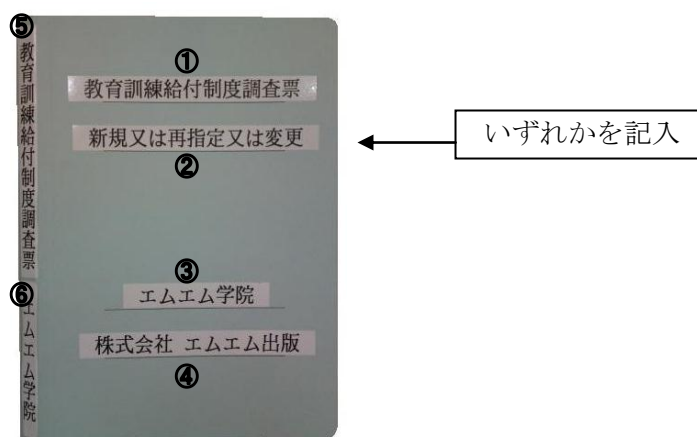 ⑤
教育訓練給付制度調査票
①
教育訓練給付制度調査票
新規又は再指定又は変更
②
いずれかを記入
③
エムエム学院
株式会社 エムエム出版
④
⑥
エムエム学院